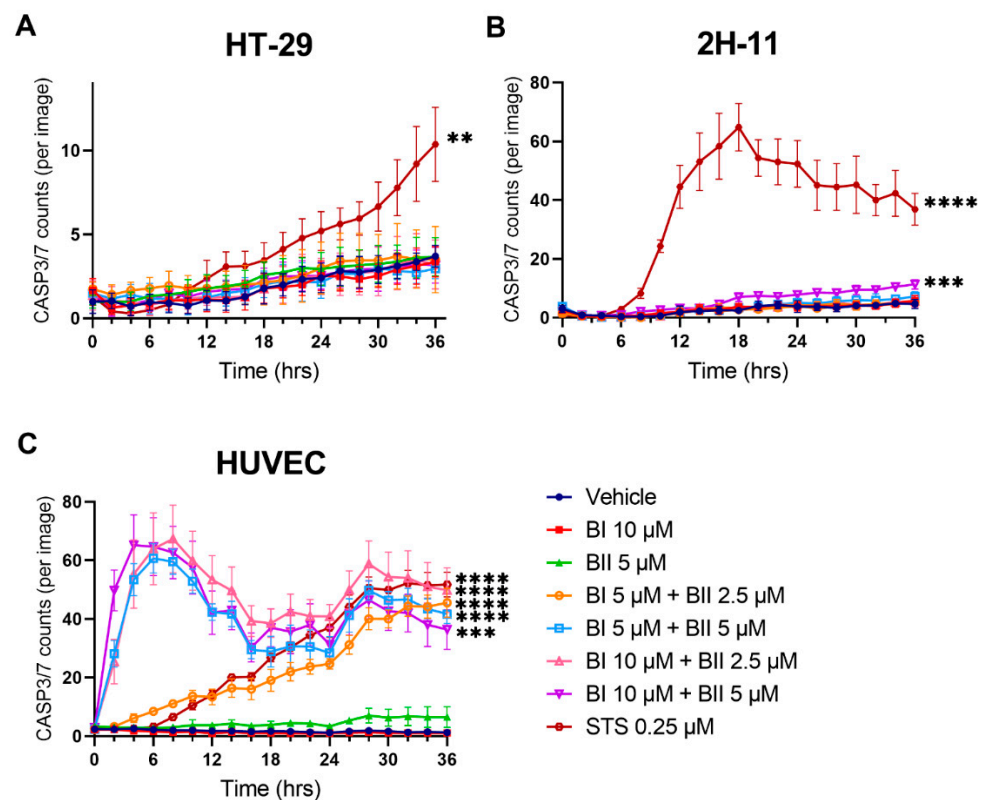 A
HT-29
CASP3/7 counts (per image)
10
5
0
0 6 12 18 24 30 36
Time (hrs)
**
B
2H-11
CASP3/7 counts (per image)
80
60
40
20
0
0 6 12 18 24 30 36
Time (hrs)
****
***
C
HUVEC
CASP3/7 counts (per image)
80
60
40
20
0
0 6 12 18 24 30 36
Time (hrs)
****
****
****
****
***
Vehicle
BI 10 µM
BII 5 µM
BI 5 µM + BII 2.5 µM
BI 5 µM + BII 5 µM
BI 10 µM + BII 2.5 µM
BI 10 µM + BII 5 µM
STS 0.25 µM